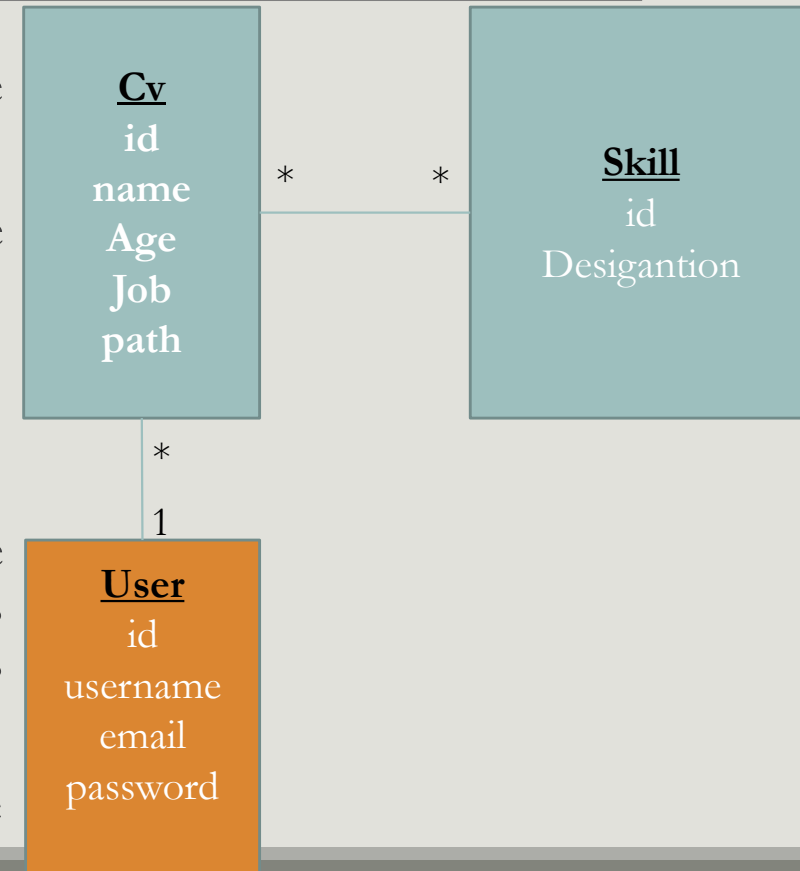 Cv
id
name
Age
Job
path
*
*
Skill
id
Desigantion
*
1
User
id
username
email
password